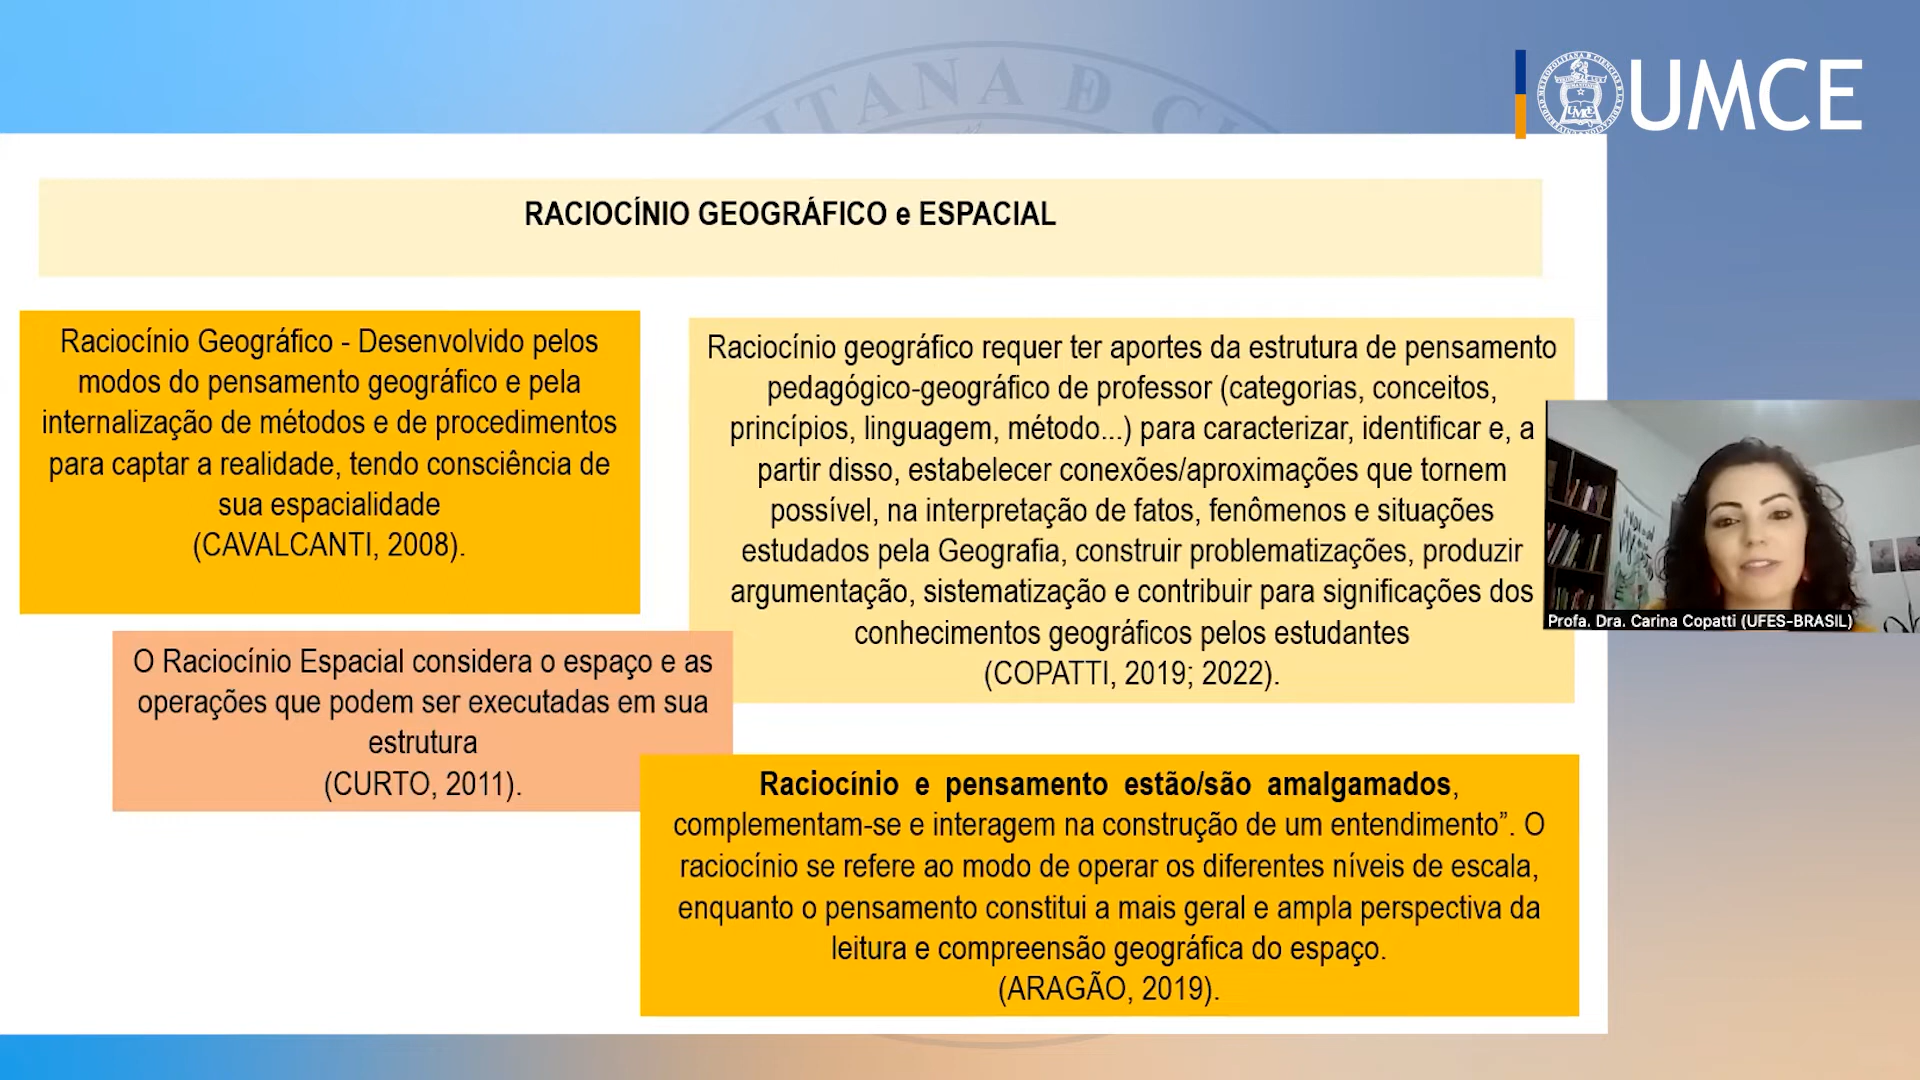 ITANA D CI
UMCE
RACIOCÍNIO GEOGRÁFICO e ESPACIAL
Raciocínio Geográfico - Desenvolvido pelos
modos do pensamento geográfico e pela
internalização de métodos e de procedimentos
para captar a realidade, tendo consciência de
sua espacialidade
(CAVALCANTI, 2008).
Raciocínio geográfico requer ter aportes da estrutura de pensamento
pedagógico-geográfico de professor (categorias, conceitos,
princípios, linguagem, método...) para caracterizar, identificar e, a
partir disso, estabelecer conexões/aproximações que tornem
possível, na interpretação de fatos, fenômenos e situações
estudados pela Geografia, construir problematizações, produzir
argumentação, sistematização e contribuir para significações dos
conhecimentos geográficos pelos estudantes
(COPATTI, 2019; 2022).
Profa. Dra. Carina Copatti (UFES-BRASIL)
O Raciocínio Espacial considera o espaço e as
operações que podem ser executadas em sua
estrutura
(CURTO, 2011).
Raciocínio e pensamento estão/são amalgamados,
complementam-se e interagem na construção de um entendimento”. O
raciocínio se refere ao modo de operar os diferentes níveis de escala,
enquanto o pensamento constitui a mais geral e ampla perspectiva da
leitura e compreensão geográfica do espaço.
(ARAGÃO, 2019).